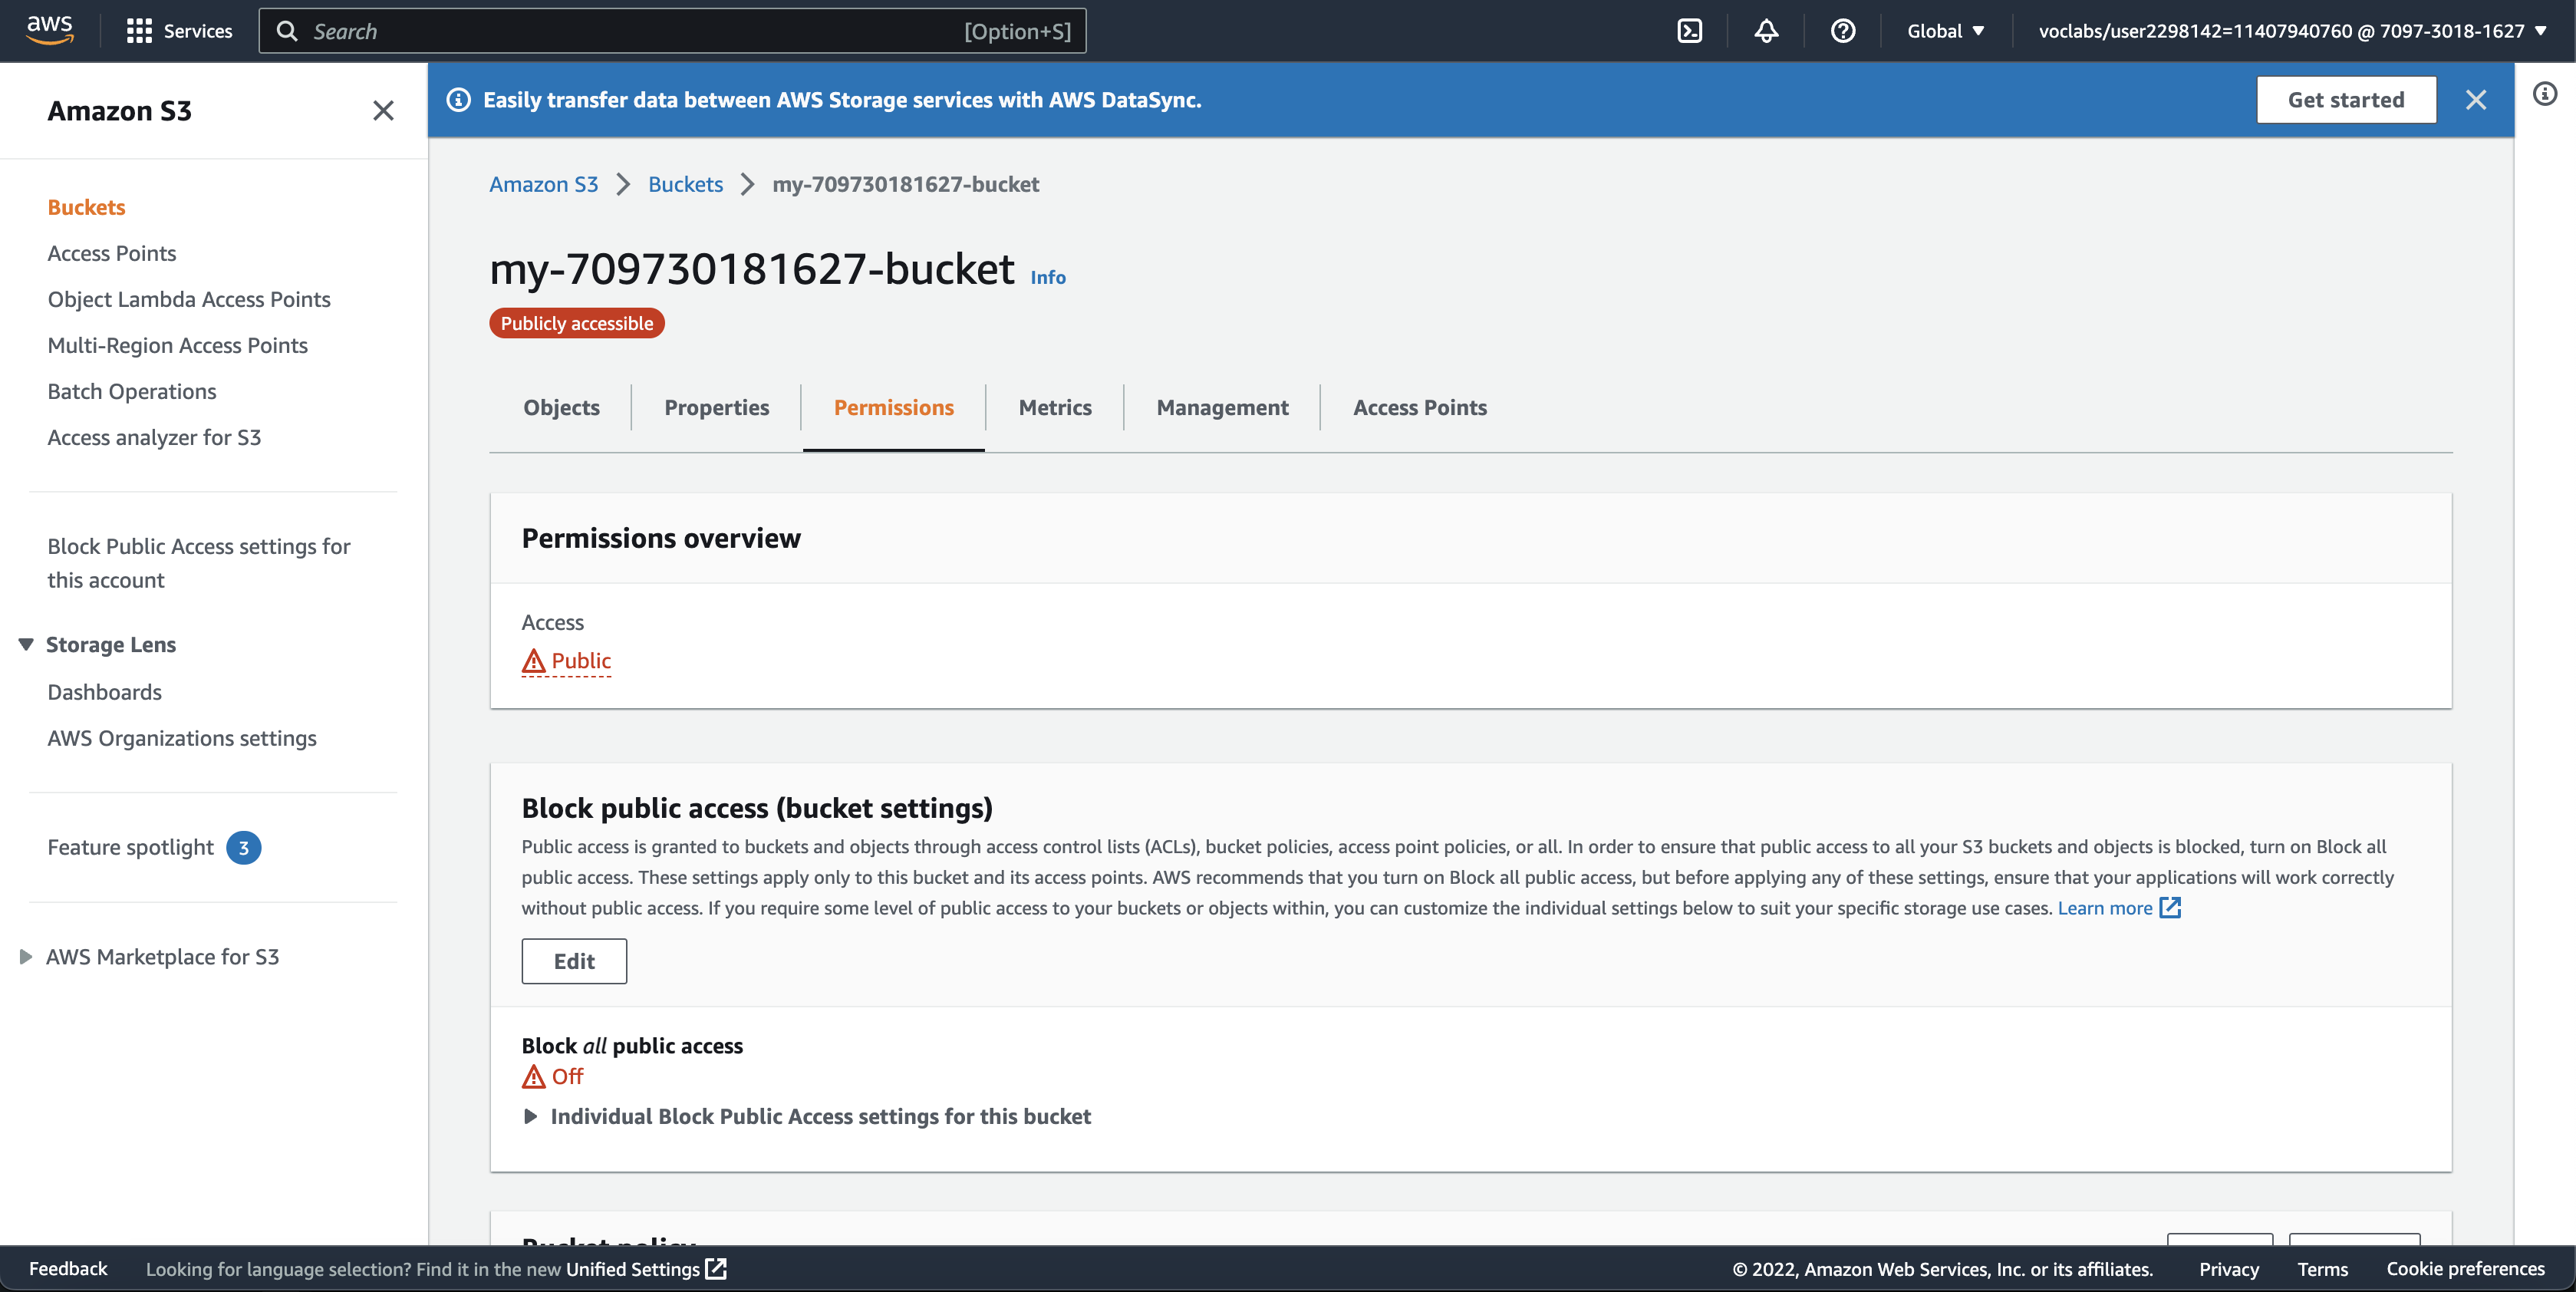 aws
Services
Search
[Option+S]
Global
voclabs/user2298142=11407940760 @ 7097-3018-1627
Amazon S3
Buckets
Access Points
Object Lambda Access Points
Multi-Region Access Points
Batch Operations
Access analyzer for S3
Block Public Access settings for
this account
Storage Lens
Dashboards
AWS Organizations settings
Feature spotlight 3
AWS Marketplace for S3
Easily transfer data between AWS Storage services with AWS DataSync.
Get started
Amazon S3 > Buckets > my-709730181627-bucket
my-709730181627-bucket Info
Publicly accessible
Objects
Properties
Permissions
Metrics
Management
Access Points
Permissions overview
Access
Public
Block public access (bucket settings)
Public access is granted to buckets and objects through access control lists (ACLs), bucket policies, access point policies, or all. In order to ensure that public access to all your S3 buckets and objects is blocked, turn on Block all
public access. These settings apply only to this bucket and its access points. AWS recommends that you turn on Block all public access, but before applying any of these settings, ensure that your applications will work correctly
without public access. If you require some level of public access to your buckets or objects within, you can customize the individual settings below to suit your specific storage use cases. Learn more
Edit
Block all public access
Off
Individual Block Public Access settings for this bucket
Bucket policy
Feedback
Looking for language selection? Find it in the new Unified Settings
© 2022, Amazon Web Services, Inc. or its affiliates.
Privacy
Terms
Cookie preferences